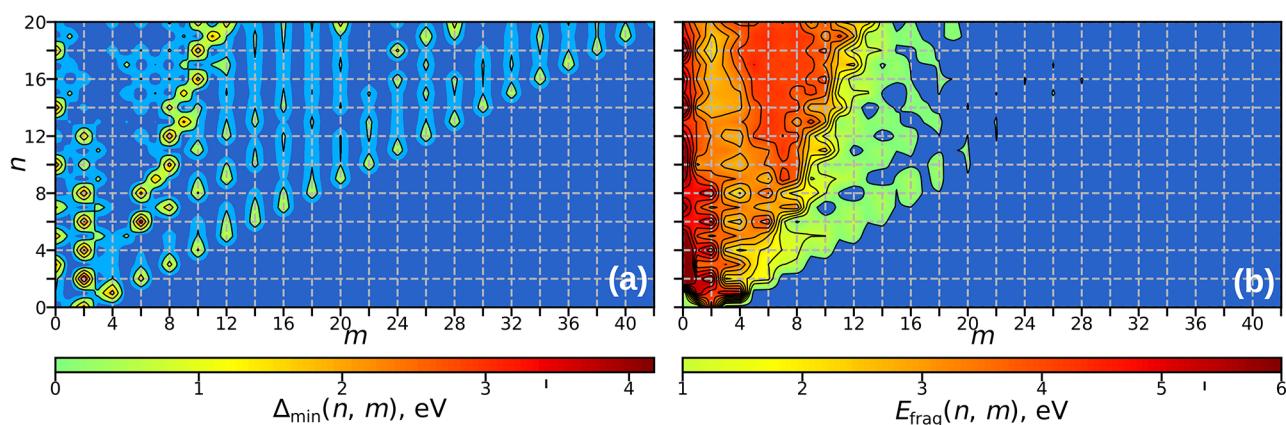 20
16
12
8
4
0
n
0 4 8 12 16 20 24 28 32 36 40
m
(a)
0 1 2 3 4
Δmin(n, m), eV
0 4 8 12 16 20 24 28 32 36 40
m
(b)
1 2 3 4 5 6
Efrag(n, m), eV